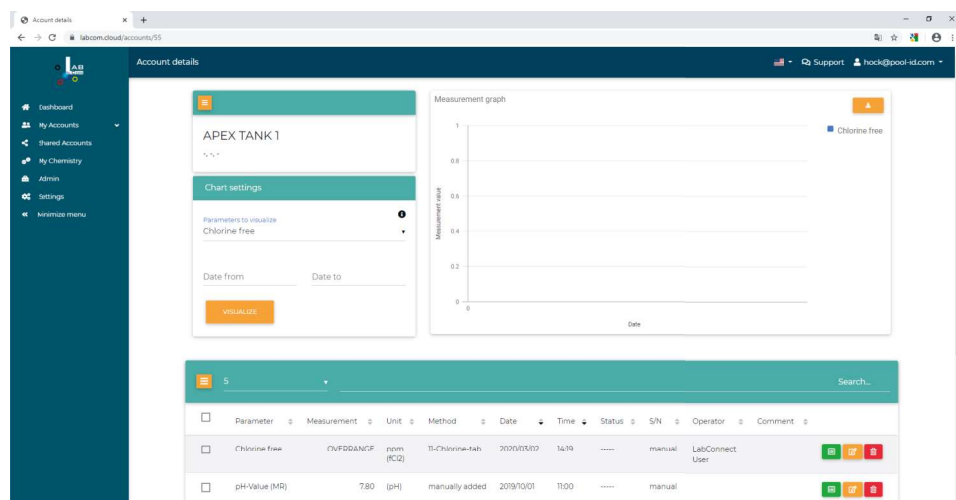 Account details
labcom.cloud/accounts/55
LAB
COM
Account details
Support
hock@pool-id.com
Dashboard
My Accounts
Shared Accounts
My Chemistry
Admin
Settings
Minimize menu
APEX TANK 1
-, -, -
Chart settings
Parameters to visualize
Chlorine free
Date from Date to
VISUALIZE
Measurement graph
Chlorine free
1
0.8
0.6
0.4
0.2
0
0
Measurement value
Date
5
Search...
Parameter Measurement Unit Method Date Time Status S/N Operator Comment
Chlorine free OVERRANGE ppm 11-Chlorine-tab 2020/03/02 14:19 ----- manual LabConnect
(fCl2) User
pH-Value (MR) 7.80 (pH) manually added 2019/10/01 11:00 ----- manual